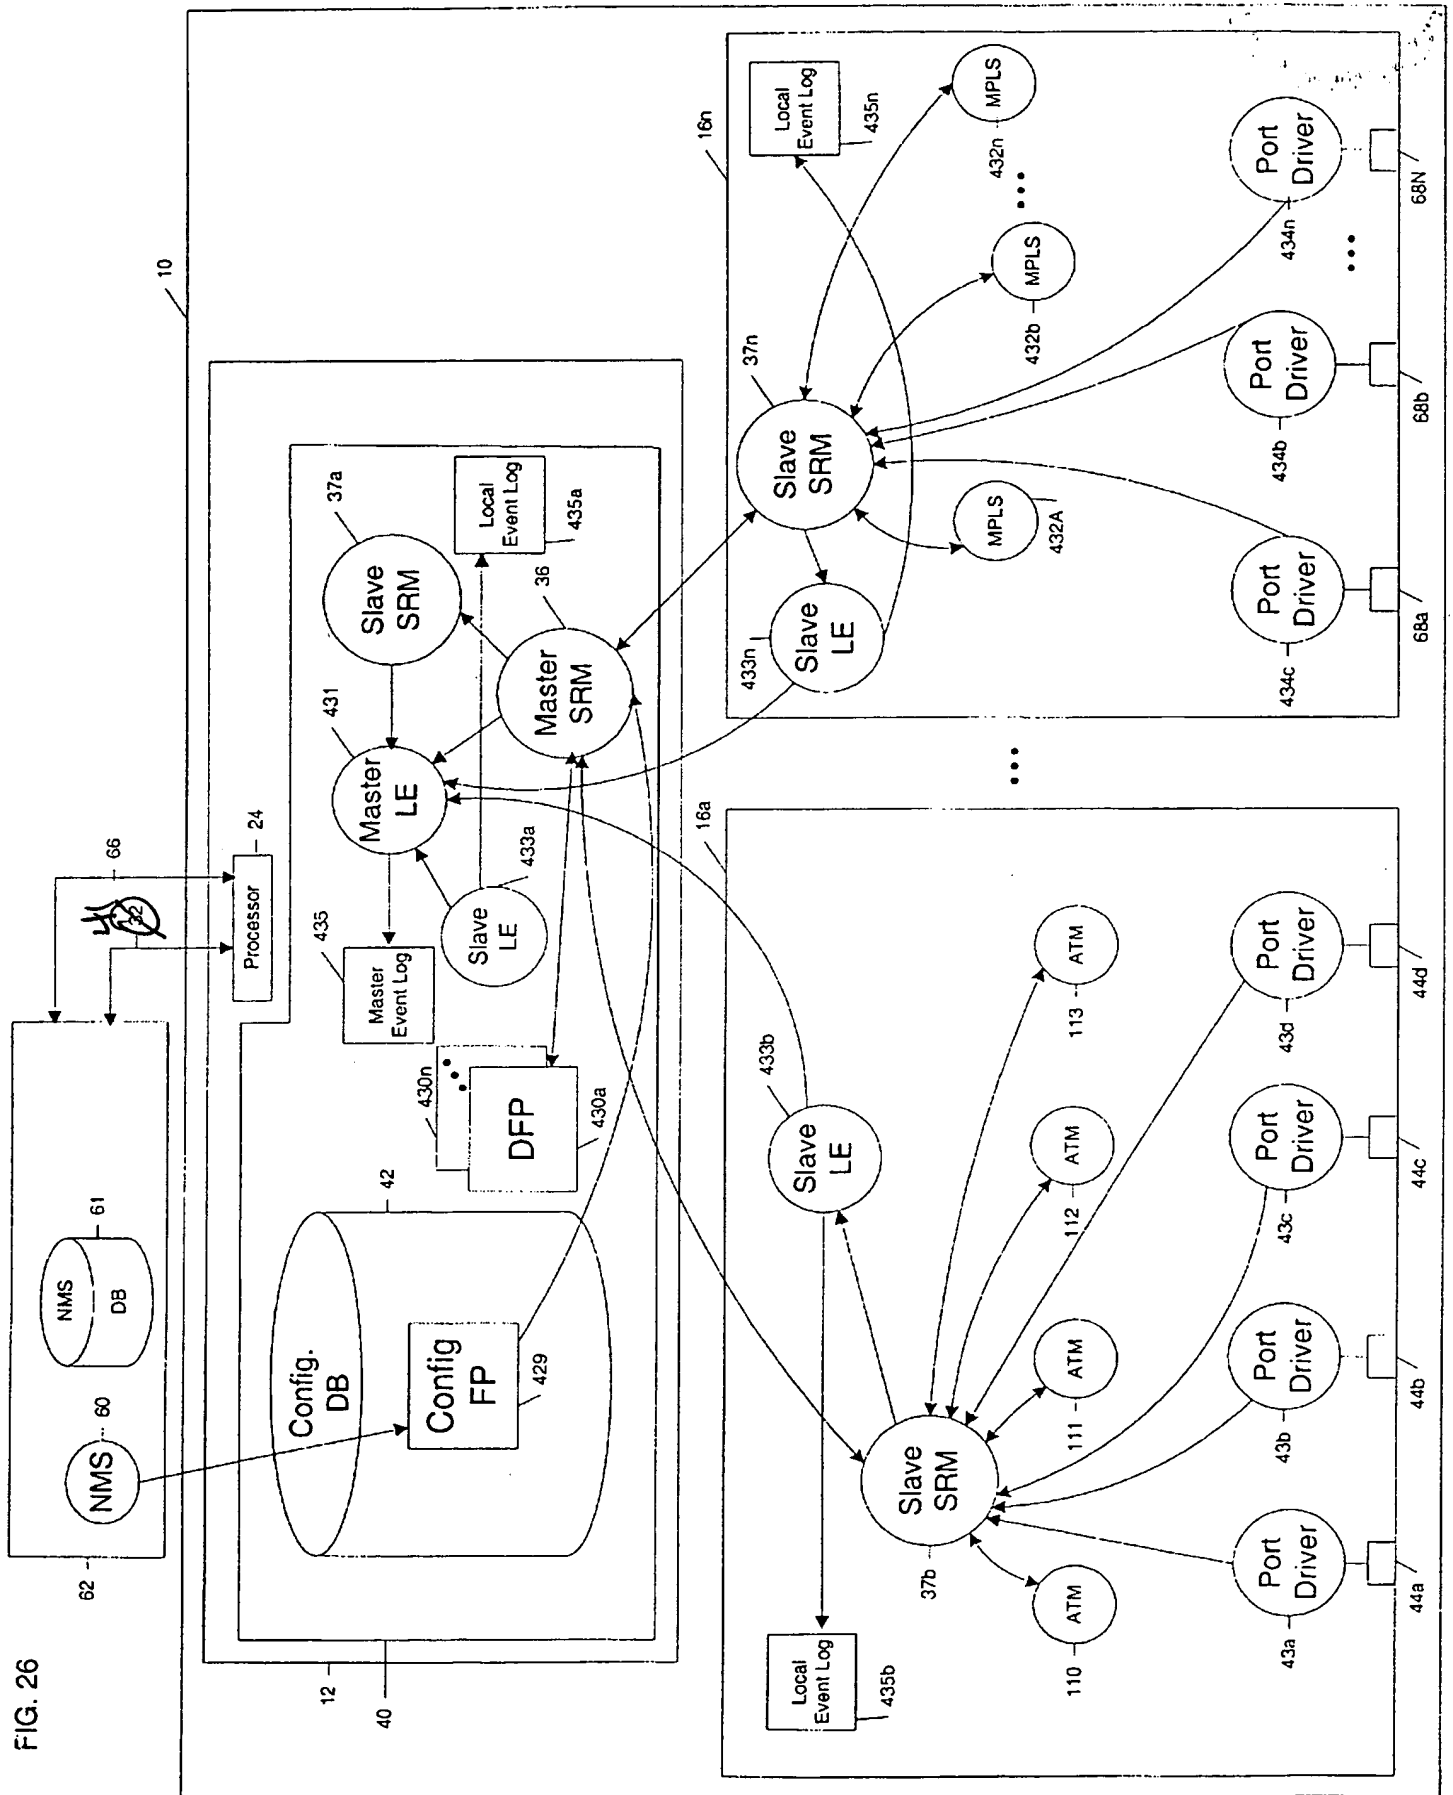 FIG. 26
62
NMS
60
NMS
DB
61
41
132
66
10
12
40
Processor
24
Config.
DB
42
Config
FP
429
DFP
430a
430n
Master
Event Log
435
Slave
LE
433a
Master
LE
431
Slave
SRM
37a
Master
SRM
36
Local
Event Log
435a
16a
Local
Event Log
435b
Slave
LE
433b
Slave
SRM
37b
ATM
110
ATM
111
ATM
112
ATM
113
Port
Driver
43a
Port
Driver
43b
Port
Driver
43c
Port
Driver
43d
44a
44b
44c
44d
16n
Slave
LE
433n
Slave
SRM
37n
Local
Event Log
435n
MPLS
432A
MPLS
432b
MPLS
432n
Port
Driver
434c
Port
Driver
434b
Port
Driver
434n
68a
68b
68N